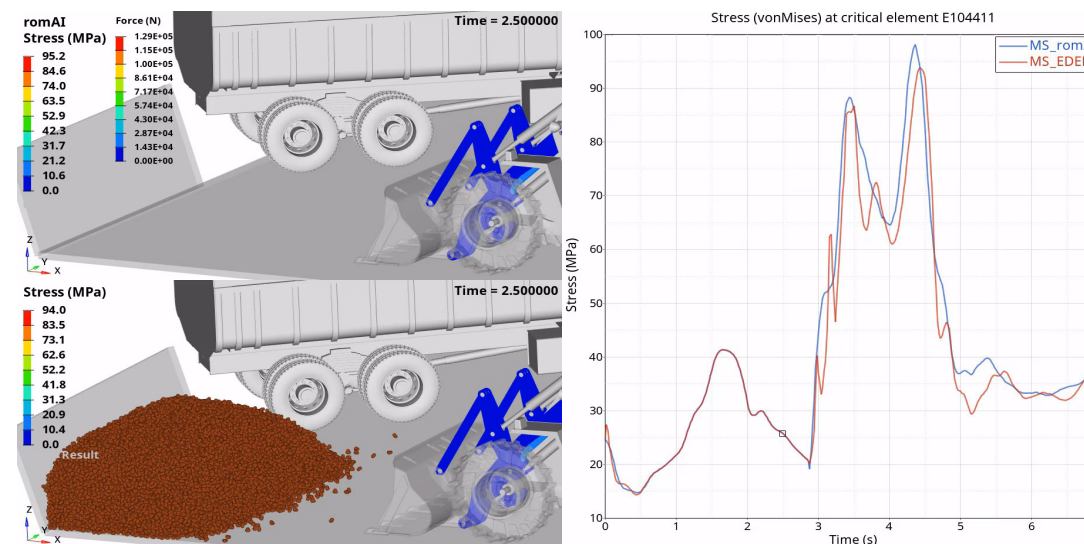 romAI
Stress (MPa)
95.2
84.6
74.0
63.5
52.9
42.3
31.7
21.2
10.6
0.0
Force (N)
1.29E+05
1.15E+05
1.00E+05
8.61E+04
7.17E+04
5.74E+04
4.30E+04
2.87E+04
1.43E+04
0.00E+00
Time = 2.500000
Z
Y
X
Stress (MPa)
94.0
83.5
73.1
62.6
52.2
41.8
31.3
20.9
10.4
0.0
Result
Time = 2.500000
Z
Y
X
Stress (vonMises) at critical element E104411
MS_rom
MS_EDE
Stress (MPa)
100
90
80
70
60
50
40
30
20
10
0
1
2
3
4
5
6
Time (s)